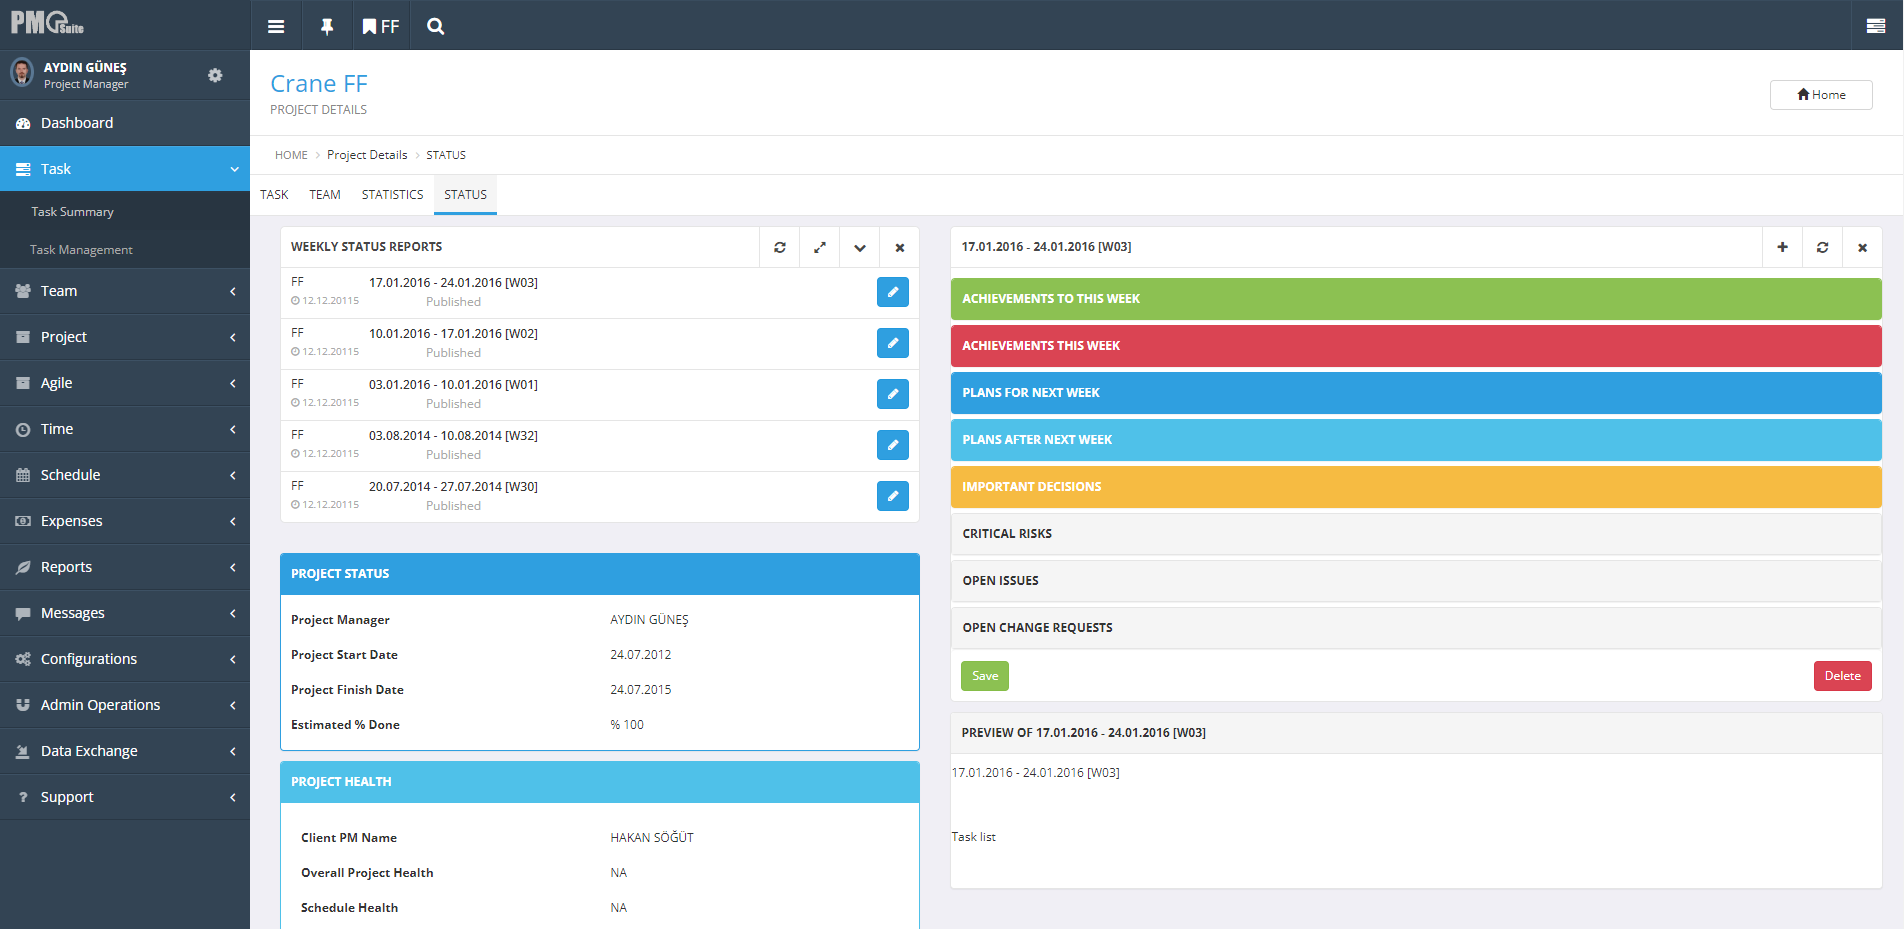 PMO Suite
FF
AYDIN GÜNEŞ
Project Manager
Dashboard
Task
Task Summary
Task Management
Team
Project
Agile
Time
Schedule
Expenses
Reports
Messages
Configurations
Admin Operations
Data Exchange
Support
Crane FF
PROJECT DETAILS
Home
HOME > Project Details > STATUS
TASK TEAM STATISTICS STATUS
WEEKLY STATUS REPORTS
FF 17.01.2016 - 24.01.2016 [W03]
12.12.20115 Published
FF 10.01.2016 - 17.01.2016 [W02]
12.12.20115 Published
FF 03.01.2016 - 10.01.2016 [W01]
12.12.20115 Published
FF 03.08.2014 - 10.08.2014 [W32]
12.12.20115 Published
FF 20.07.2014 - 27.07.2014 [W30]
12.12.20115 Published
PROJECT STATUS
Project Manager AYDIN GÜNEŞ
Project Start Date 24.07.2012
Project Finish Date 24.07.2015
Estimated % Done % 100
PROJECT HEALTH
Client PM Name HAKAN SÖĞÜT
Overall Project Health NA
Schedule Health NA
17.01.2016 - 24.01.2016 [W03]
ACHIEVEMENTS TO THIS WEEK
ACHIEVEMENTS THIS WEEK
PLANS FOR NEXT WEEK
PLANS AFTER NEXT WEEK
IMPORTANT DECISIONS
CRITICAL RISKS
OPEN ISSUES
OPEN CHANGE REQUESTS
Save Delete
PREVIEW OF 17.01.2016 - 24.01.2016 [W03]
17.01.2016 - 24.01.2016 [W03]
Task list